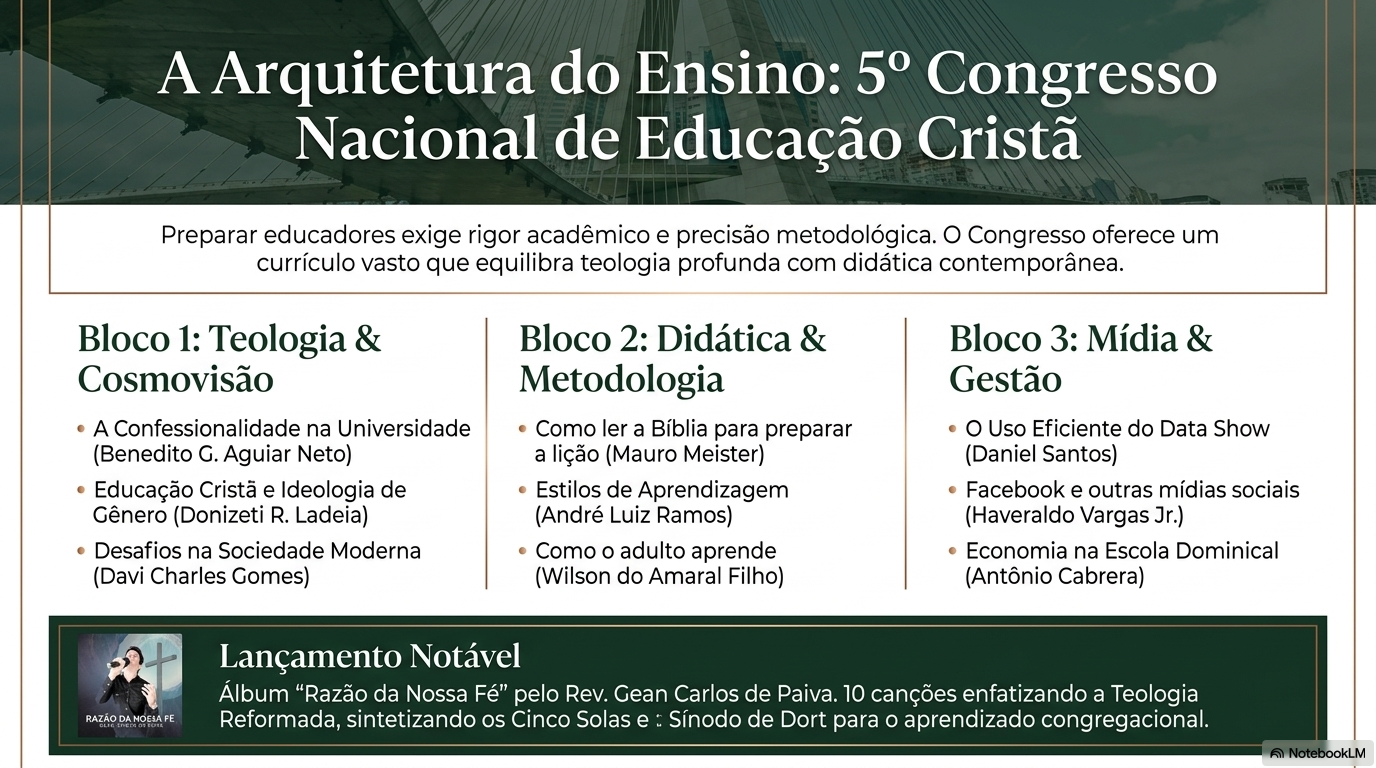 A Arquitetura do Ensino: 5º Congresso
Nacional de Educação Cristã
Preparar educadores exige rigor acadêmico e precisão metodológica. O Congresso oferece um
currículo vasto que equilibra teologia profunda com didática contemporânea.
Bloco 1: Teologia &
Cosmovisão
• A Confessionalidade na Universidade
(Benedito G. Aguiar Neto)
• Educação Cristã e Ideologia de
Gênero (Donizeti R. Ladeia)
• Desafios na Sociedade Moderna
(Davi Charles Gomes)
Bloco 2: Didática &
Metodologia
• Como ler a Bíblia para preparar
a lição (Mauro Meister)
• Estilos de Aprendizagem
(André Luiz Ramos)
• Como o adulto aprende
(Wilson do Amaral Filho)
Bloco 3: Mídia &
Gestão
• O Uso Eficiente do Data Show
(Daniel Santos)
• Facebook e outras mídias sociais
(Haveraldo Vargas Jr.)
• Economia na Escola Dominical
(Antônio Cabrera)
RAZÃO DA FÉ
Lançamento Notável
Álbum “Razão da Nossa Fé” pelo Rev. Gean Carlos de Paiva. 10 canções enfatizando a Teologia
Reformada, sintetizando os Cinco Solas e : Sínodo de Dort para o aprendizado congregacional.
NotebookLM